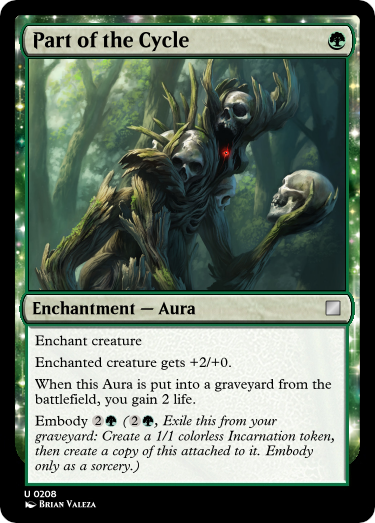 Part of the Cycle
Enchantment — Aura
Enchant creature
Enchanted creature gets +2/+0.
When this Aura is put into a graveyard from the
battlefield, you gain 2 life.
Embody 2 (2, Exile this from your
graveyard: Create a 1/1 colorless Incarnation token,
then create a copy of this attached to it. Embody
only as a sorcery.)
U 0208
Brian Valeza